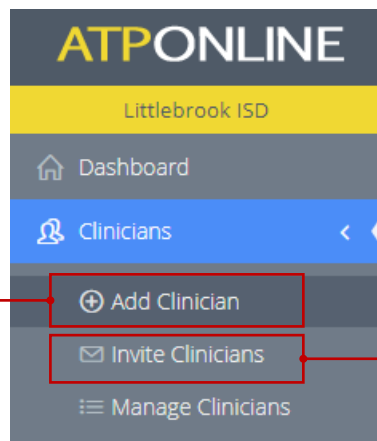 ATPONLINE
Littlebrook ISD
Dashboard
Clinicians
Add Clinician
Invite Clinicians
Manage Clinicians